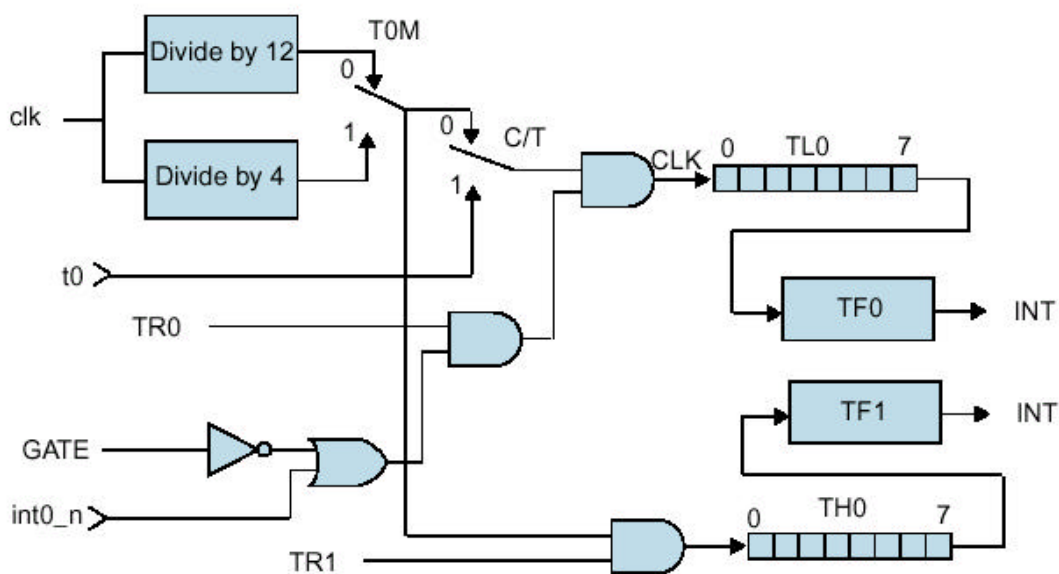 T0M
Divide by 12
0
clk
1
0
C/T
Divide by 4
1
CLK
0 TL0 7
t0
TR0
TF0
INT
TF1
INT
GATE
int0_n
0 TH0 7
TR1